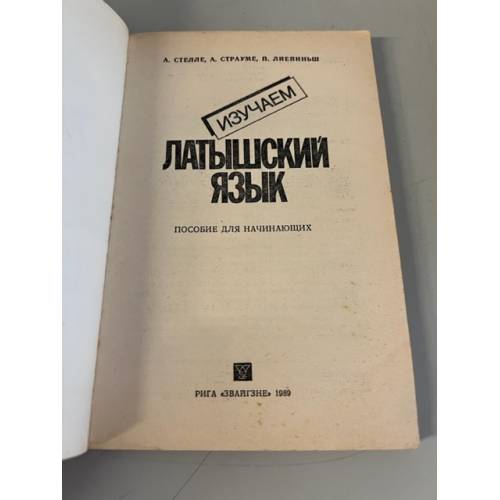 А. СТЕЛЛЕ, А. СТРАУМЕ, П. ЛИЕПИНЬШ
ИЗУЧАЕМ
ЛАТЫШСКИЙ
ЯЗЫК
ПОСОБИЕ ДЛЯ НАЧИНАЮЩИХ
РИГА «ЗВАЙГЗНЕ» 1989